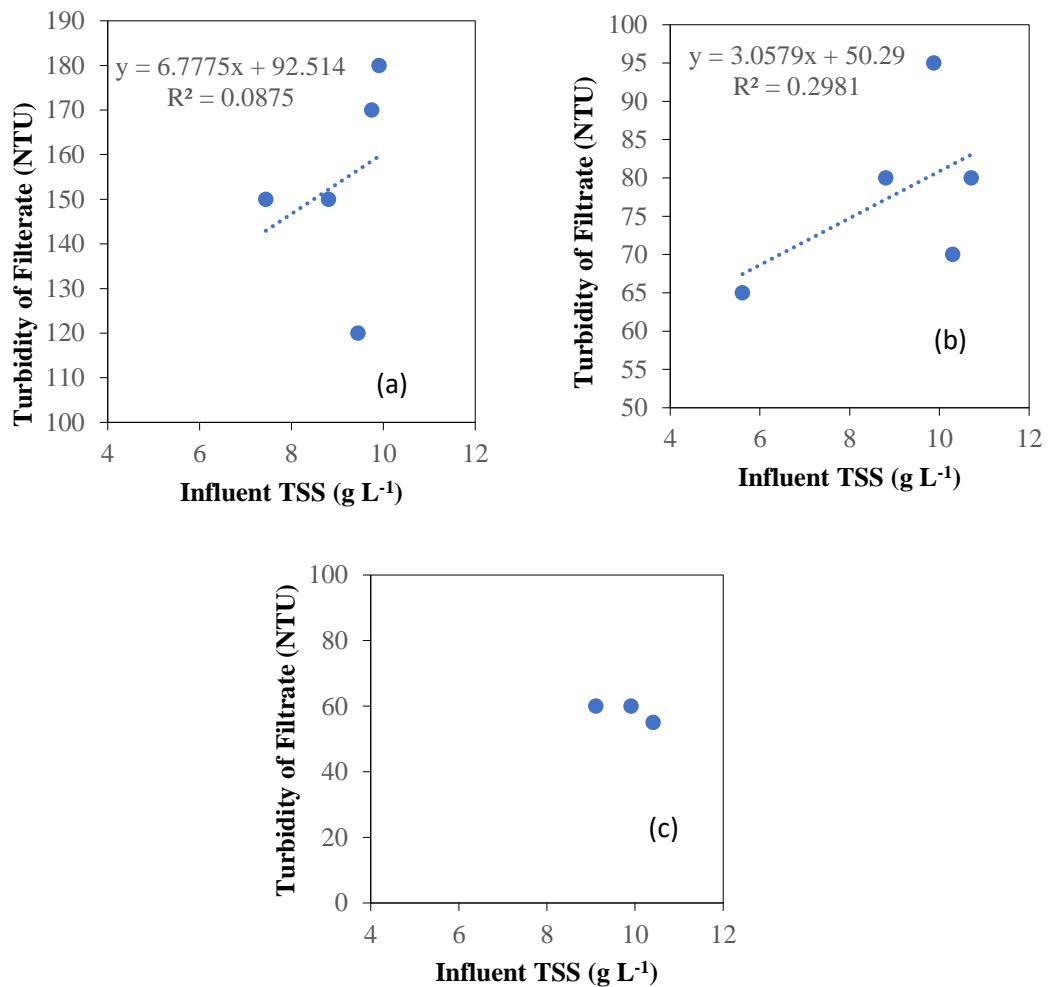 190
180
170
160
150
140
130
120
110
100
4 6 8 10 12
Turbidity of Filterate (NTU)
Influent TSS (g L⁻¹)
y = 6.7775x + 92.514
R² = 0.0875
(a)
100
95
90
85
80
75
70
65
60
55
50
4 6 8 10 12
Turbidity of Filtrate (NTU)
Influent TSS (g L⁻¹)
y = 3.0579x + 50.29
R² = 0.2981
(b)
100
80
60
40
20
0
4 6 8 10 12
Turbidity of Filtrate (NTU)
Influent TSS (g L⁻¹)
(c)